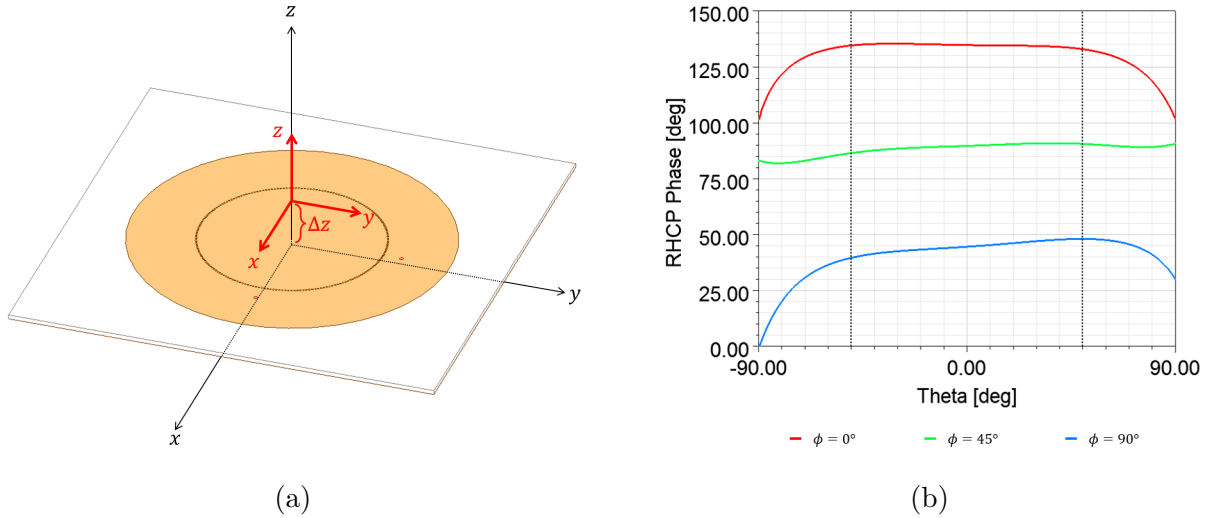 z
z
Δz
y
x
y
x
(a)
150.00
125.00
100.00
75.00
50.00
25.00
0.00
RHCP Phase [deg]
-90.00 0.00 90.00
Theta [deg]
ϕ = 0° ϕ = 45° ϕ = 90°
(b)